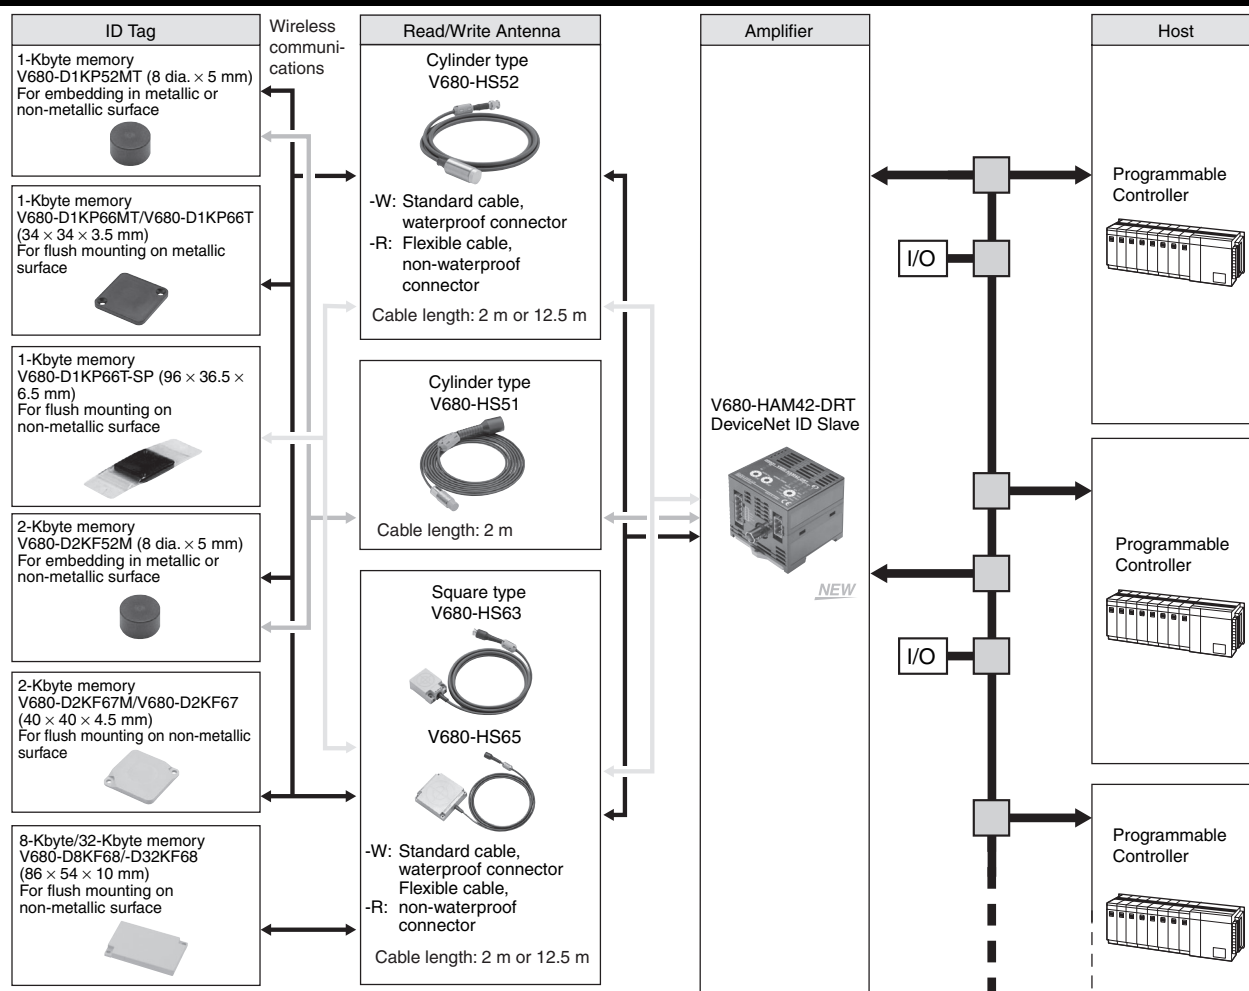 ID Tag
1-Kbyte memory
V680-D1KP52MT (8 dia. × 5 mm)
For embedding in metallic or
non-metallic surface
1-Kbyte memory
V680-D1KP66MT/V680-D1KP66T
(34 × 34 × 3.5 mm)
For flush mounting on metallic
surface
1-Kbyte memory
V680-D1KP66T-SP (96 × 36.5 ×
6.5 mm)
For flush mounting on
non-metallic surface
2-Kbyte memory
V680-D2KF52M (8 dia. × 5 mm)
For embedding in metallic or
non-metallic surface
2-Kbyte memory
V680-D2KF67M/V680-D2KF67
(40 × 40 × 4.5 mm)
For flush mounting on non-metallic
surface
8-Kbyte/32-Kbyte memory
V680-D8KF68/-D32KF68
(86 × 54 × 10 mm)
For flush mounting on
non-metallic surface
Wireless
communi-
cations
Read/Write Antenna
Cylinder type
V680-HS52
-W: Standard cable,
waterproof connector
-R: Flexible cable,
non-waterproof
connector
Cable length: 2 m or 12.5 m
Cylinder type
V680-HS51
Cable length: 2 m
Square type
V680-HS63
V680-HS65
-W: Standard cable,
waterproof connector
Flexible cable,
-R: non-waterproof
connector
Cable length: 2 m or 12.5 m
Amplifier
V680-HAM42-DRT
DeviceNet ID Slave
NEW
I/O
I/O
Host
Programmable
Controller
Programmable
Controller
Programmable
Controller